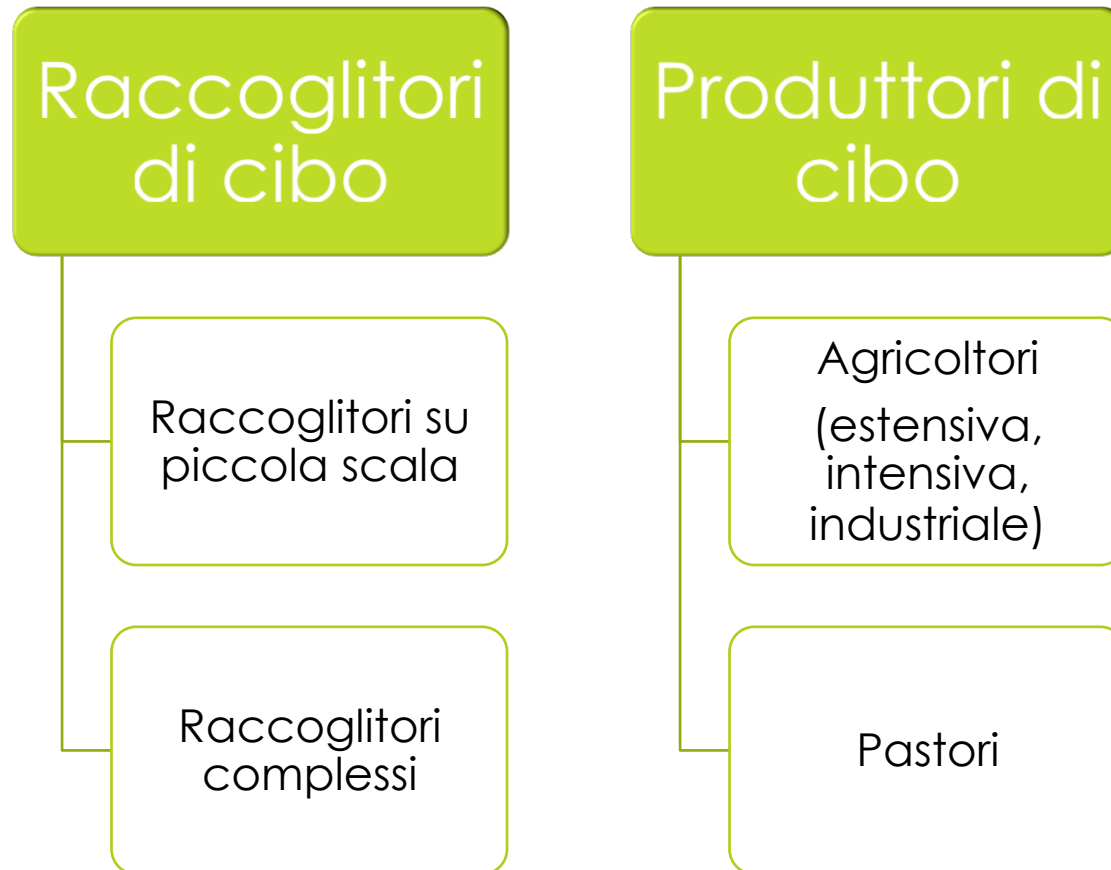 Raccoglitori
di cibo
Raccoglitori su
piccola scala
Raccoglitori
complessi
Produttori di
cibo
Agricoltori
(estensiva,
intensiva,
industriale)
Pastori